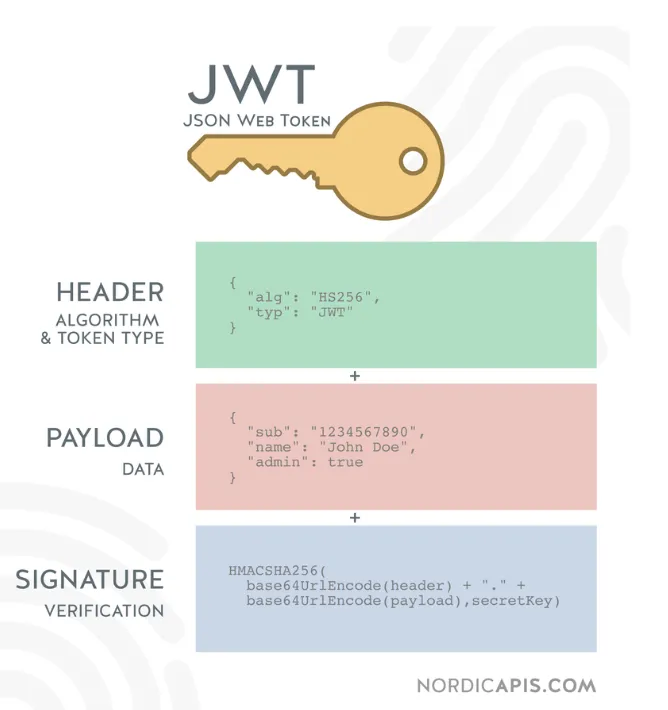 JWT
JSON WEB TOKEN
HEADER
ALGORITHM
& TOKEN TYPE
{
"alg": "HS256",
"typ": "JWT"
}
+
PAYLOAD
DATA
{
"sub": "1234567890",
"name": "John Doe",
"admin": true
}
+
SIGNATURE
VERIFICATION
HMACSHA256(
base64UrlEncode(header) + "." +
base64UrlEncode(payload),secretKey)
NORDICAPIS.COM